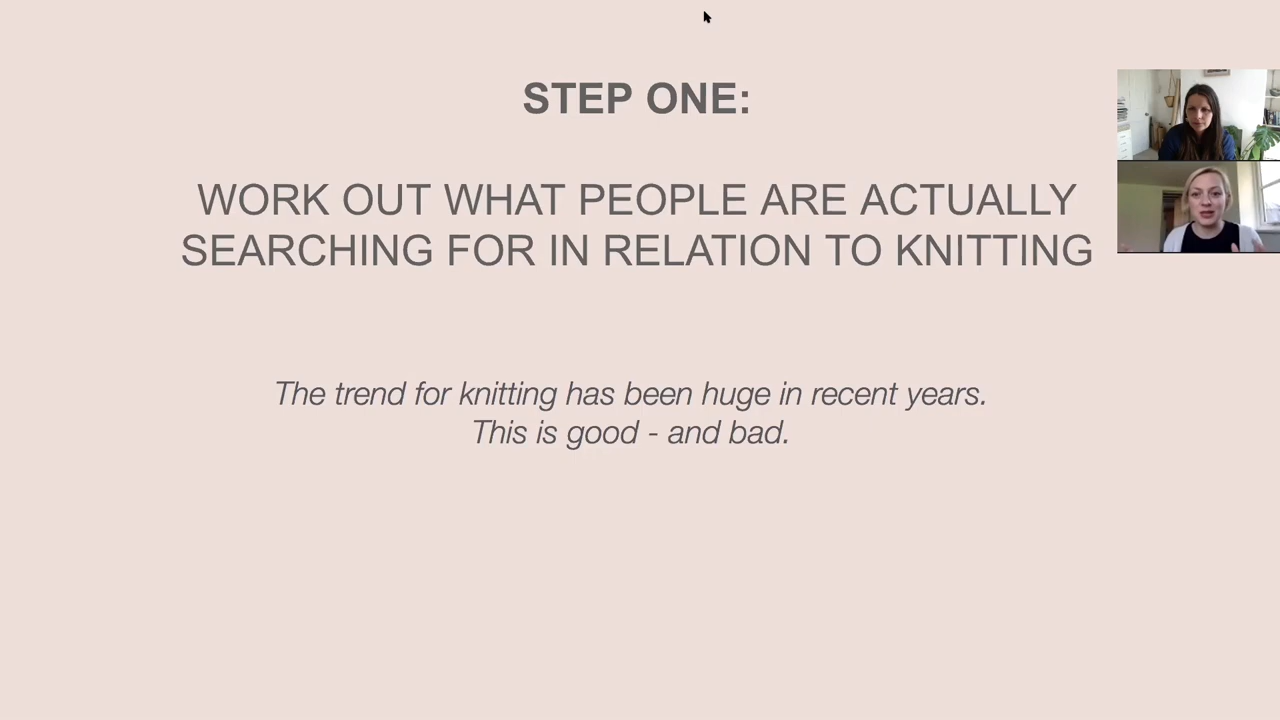 STEP ONE:
WORK OUT WHAT PEOPLE ARE ACTUALLY
SEARCHING FOR IN RELATION TO KNITTING
The trend for knitting has been huge in recent years.
This is good - and bad.